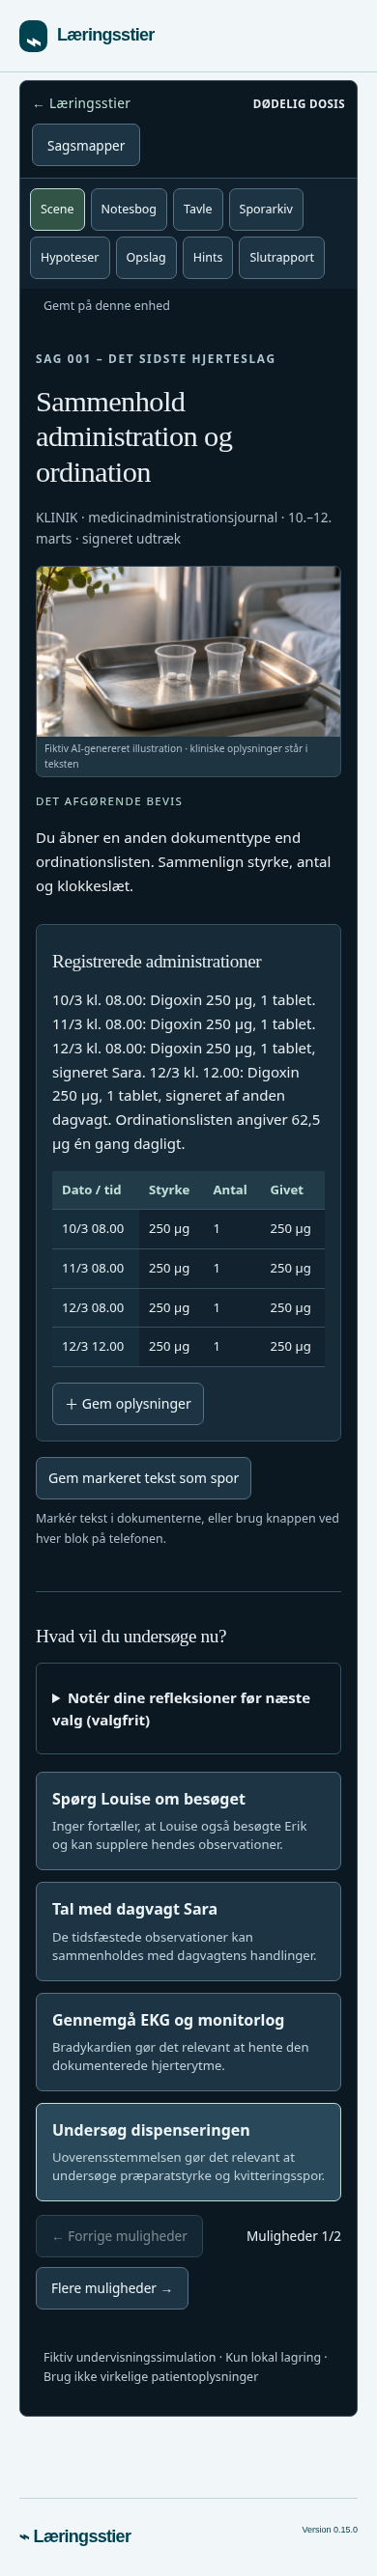 Læringsstier
← Læringsstier
DØDELIG DOSIS
Sagsmapper
Scene
Notesbog
Tavle
Sporarkiv
Hypoteser
Opslag
Hints
Slutrapport
Gemt på denne enhed
SAG 001 – DET SIDSTE HJERTESLAG
Sammenhold
administration og
ordination
KLINIK · medicinadministrationsjournal · 10.–12.
marts · signeret udtræk
Fiktiv AI-genereret illustration · kliniske oplysninger står i
teksten
DET AFGØRENDE BEVIS
Du åbner en anden dokumenttype end
ordinationslisten. Sammenlign styrke, antal
og klokkeslæt.
Registrerede administrationer
10/3 kl. 08.00: Digoxin 250 µg, 1 tablet.
11/3 kl. 08.00: Digoxin 250 µg, 1 tablet.
12/3 kl. 08.00: Digoxin 250 µg, 1 tablet,
signeret Sara. 12/3 kl. 12.00: Digoxin
250 µg, 1 tablet, signeret af anden
dagvagt. Ordinationslisten angiver 62,5
µg én gang dagligt.
Dato / tid Styrke Antal Givet
10/3 08.00 250 µg 1 250 µg
11/3 08.00 250 µg 1 250 µg
12/3 08.00 250 µg 1 250 µg
12/3 12.00 250 µg 1 250 µg
＋ Gem oplysninger
Gem markeret tekst som spor
Markér tekst i dokumenterne, eller brug knappen ved
hver blok på telefonen.
Hvad vil du undersøge nu?
▶ Notér dine refleksioner før næste
valg (valgfrit)
Spørg Louise om besøget
Inger fortæller, at Louise også besøgte Erik
og kan supplere hendes observationer.
Tal med dagvagt Sara
De tidsfæstede observationer kan
sammenholdes med dagvagtens handlinger.
Gennemgå EKG og monitorlog
Bradykardien gør det relevant at hente den
dokumenterede hjerterytme.
Undersøg dispenseringen
Uoverensstemmelsen gør det relevant at
undersøge præparatstyrke og kvitteringsspor.
← Forrige muligheder
Muligheder 1/2
Flere muligheder →
Fiktiv undervisningssimulation · Kun lokal lagring ·
Brug ikke virkelige patientoplysninger
Læringsstier
Version 0.15.0